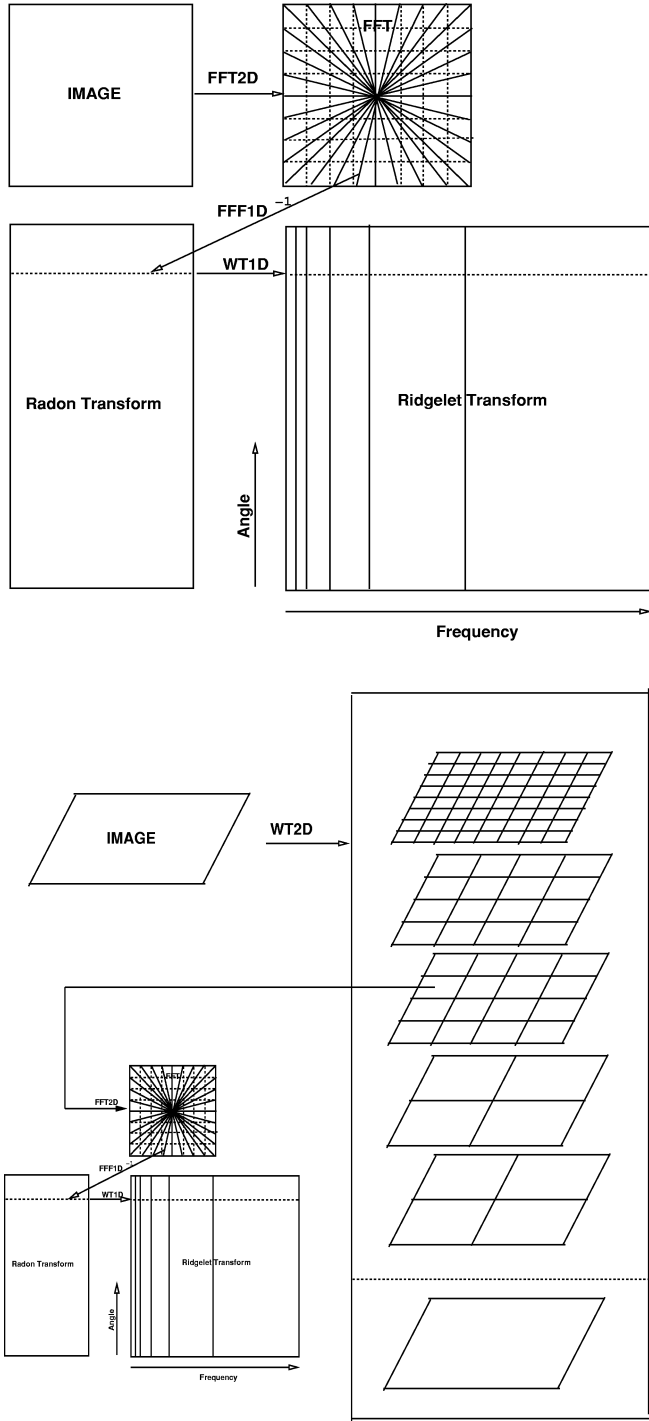 FFT
IMAGE
FFT2D
FFF1D -1
WT1D
Radon Transform
Ridgelet Transform
Angle
Frequency
IMAGE
WT2D
FFT
FFT2D
FFF1D -1
WT1D
Radon Transform
Ridgelet Transform
Angle
Frequency